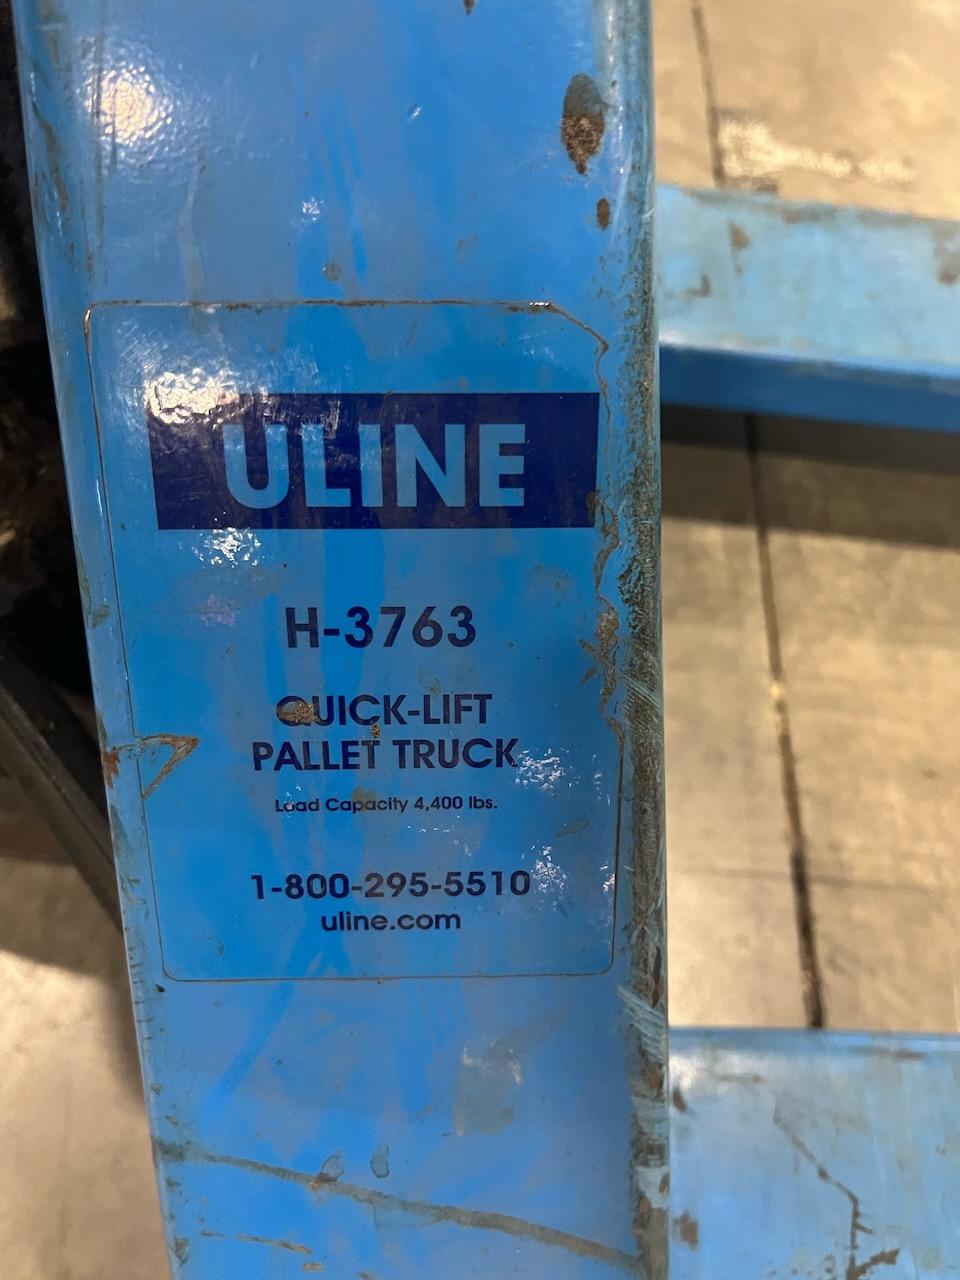 ULINE
H-3763
QUICK-LIFT
PALLET TRUCK
Load Capacity 4,400 lbs.
1-800-295-5510
uline.com